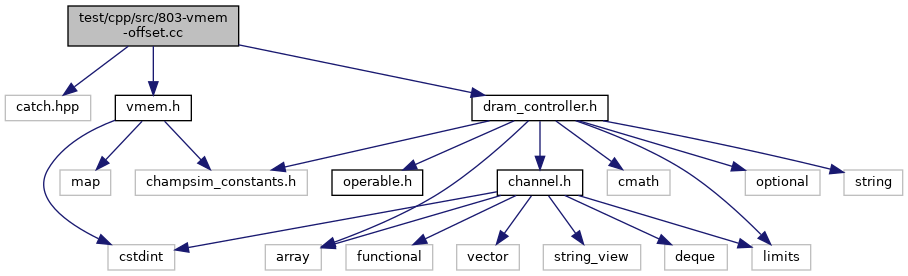 test/cpp/src/803-vmem
-offset.cc
catch.hpp
vmem.h
dram_controller.h
map
champsim_constants.h
operable.h
channel.h
cmath
optional
string
cstdint
array
functional
vector
string_view
deque
limits